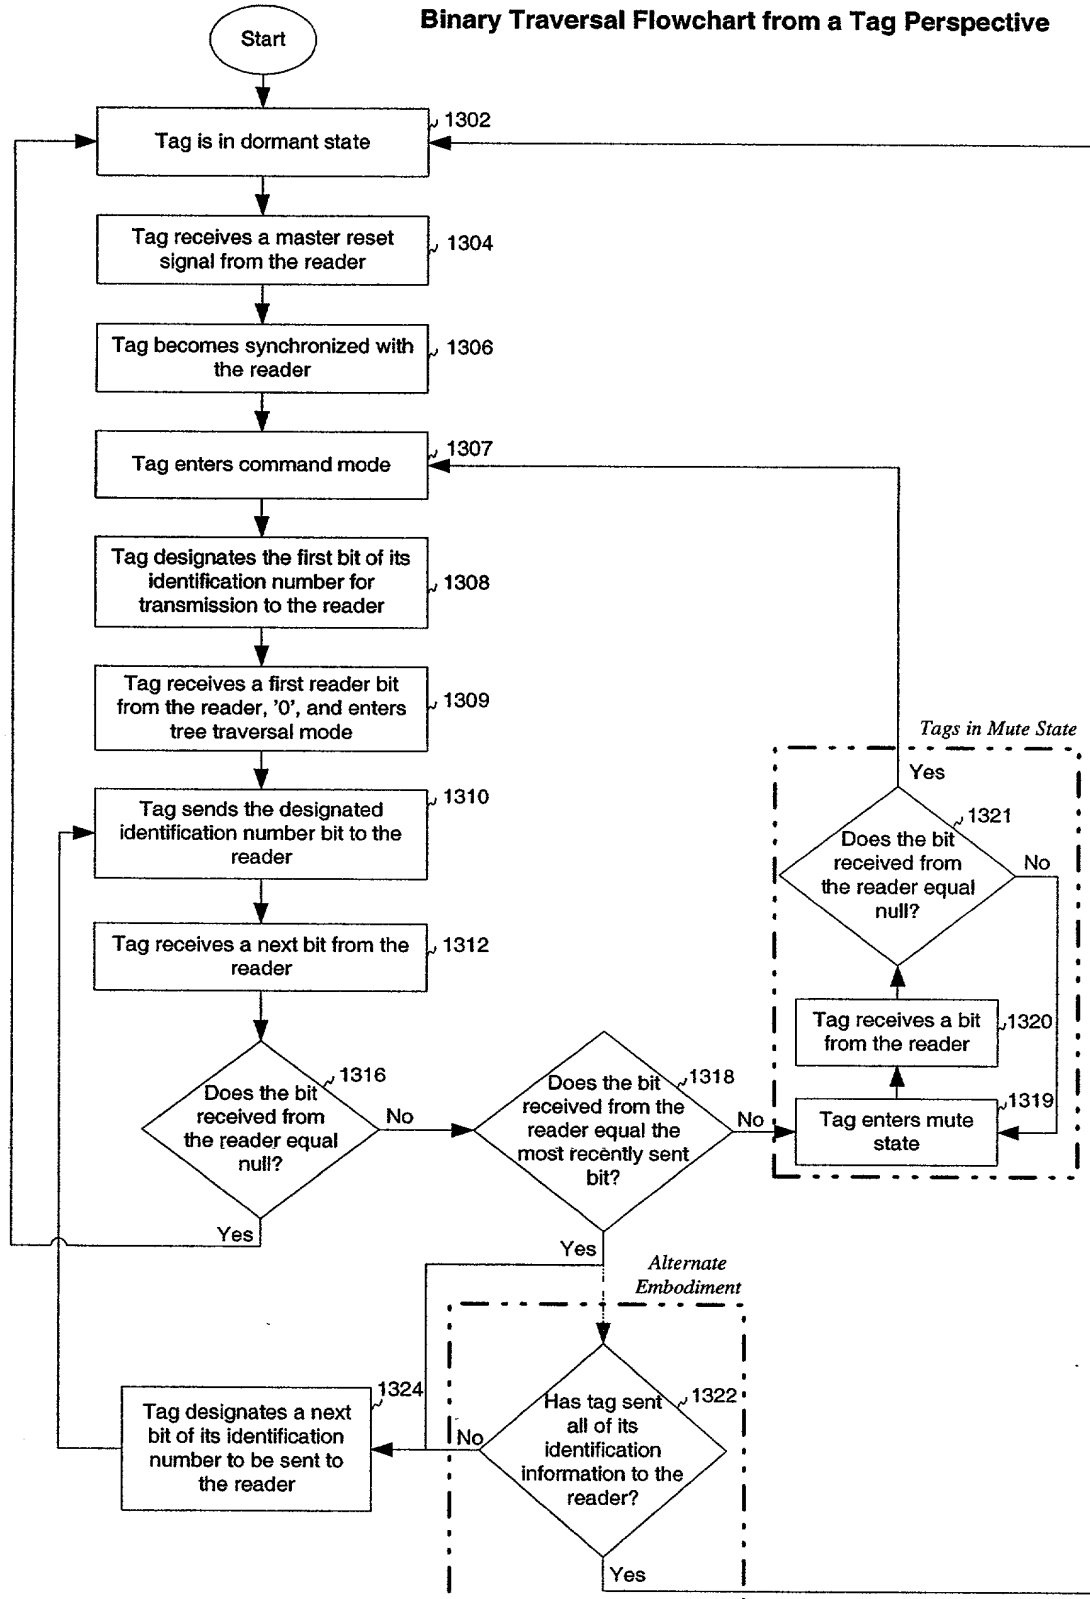 Binary Traversal Flowchart from a Tag Perspective
Start
1302
Tag is in dormant state
Tag receives a master reset
signal from the reader
1304
Tag becomes synchronized with
the reader
1306
1307
Tag enters command mode
Tag designates the first bit of its
identification number for
transmission to the reader
1308
Tag receives a first reader bit
from the reader, '0', and enters
tree traversal mode
1309
Tag sends the designated
identification number bit to the
reader
1310
Tag receives a next bit from the
reader
1312
Does the bit
received from
the reader equal
null?
1316
No
Yes
Does the bit
received from the
reader equal the
most recently sent
bit?
1318
No
Yes
Tags in Mute State
Yes
1321
Does the bit
received from
the reader equal
null?
No
Tag receives a bit
from the reader
1320
Tag enters mute
state
1319
Alternate
Embodiment
Has tag sent
all of its
identification
information to the
reader?
1322
No
Yes
1324
Tag designates a next
bit of its identification
number to be sent to
the reader